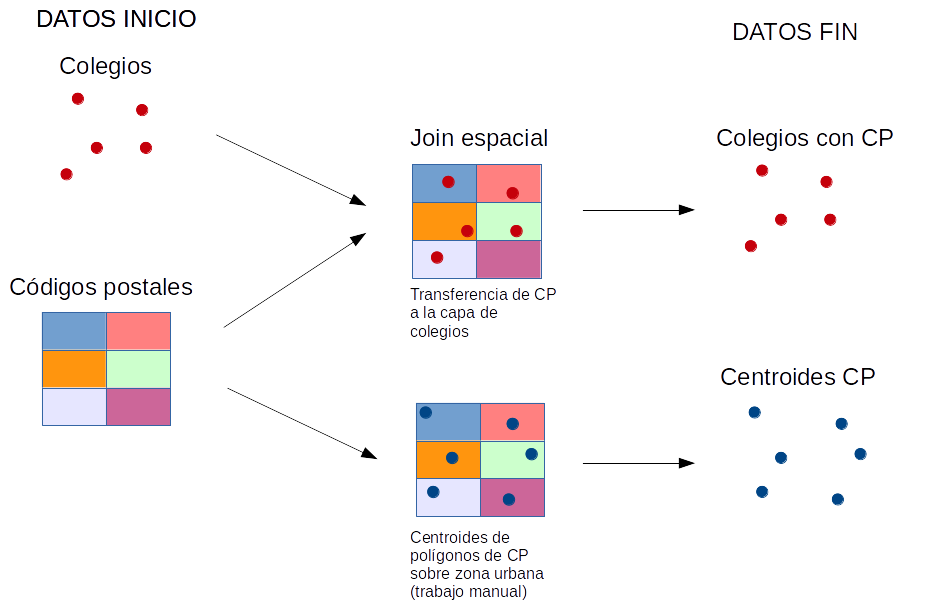 DATOS INICIO
DATOS FIN
Colegios
Join espacial
Colegios con CP
Códigos postales
Transferencia de CP
a la capa de
colegios
Centroides CP
Centroides de
polígonos de CP
sobre zona urbana
(trabajo manual)